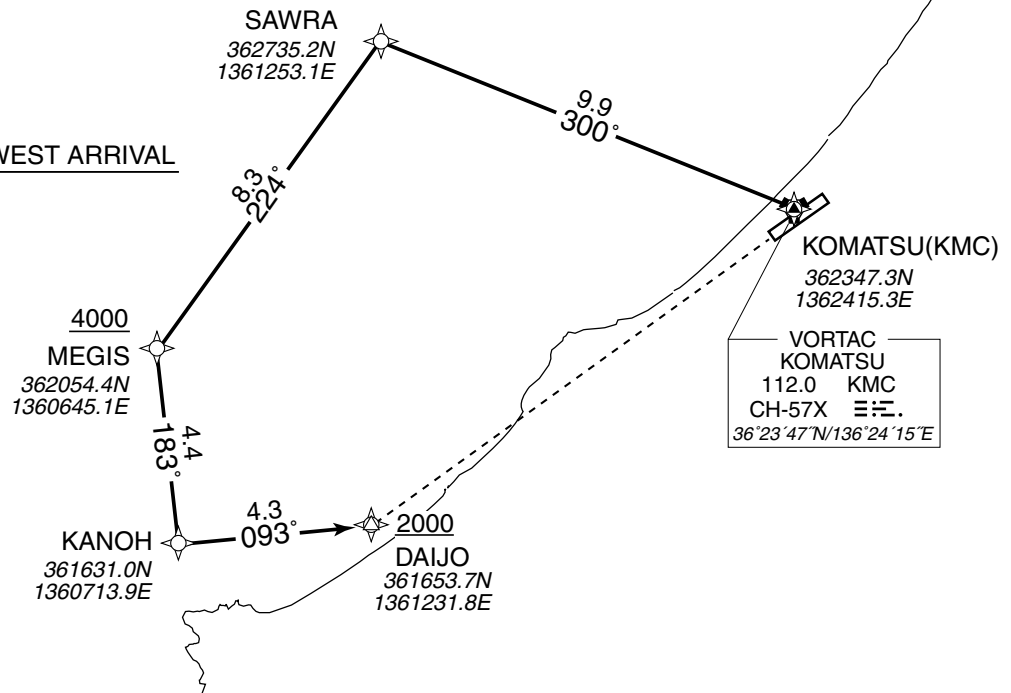 SAWRA
362735.2N
1361253.1E
9.9
300°
WEST ARRIVAL
8.3
224°
KOMATSU(KMC)
362347.3N
1362415.3E
4000
MEGIS
362054.4N
1360645.1E
VORTAC
KOMATSU
112.0 KMC
CH-57X
36°23´47˝N/136°24´15˝E
4.4
183°
4.3
093°
2000
KANOH
361631.0N
1360713.9E
DAIJO
361653.7N
1361231.8E